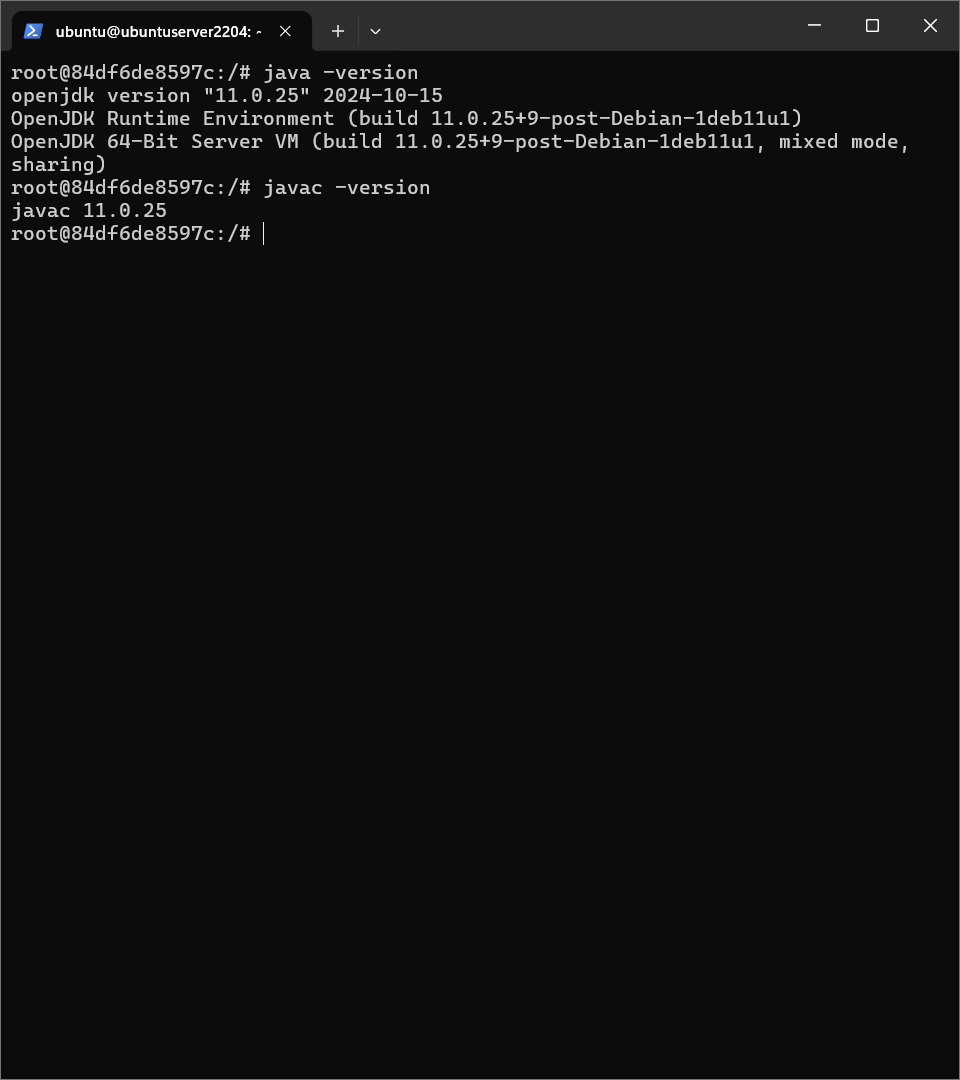 ubuntu@ubuntuserver2204: ~
root@84df6de8597c:/# java -version
openjdk version "11.0.25" 2024-10-15
OpenJDK Runtime Environment (build 11.0.25+9-post-Debian-1deb11u1)
OpenJDK 64-Bit Server VM (build 11.0.25+9-post-Debian-1deb11u1, mixed mode,
sharing)
root@84df6de8597c:/# javac -version
javac 11.0.25
root@84df6de8597c:/#